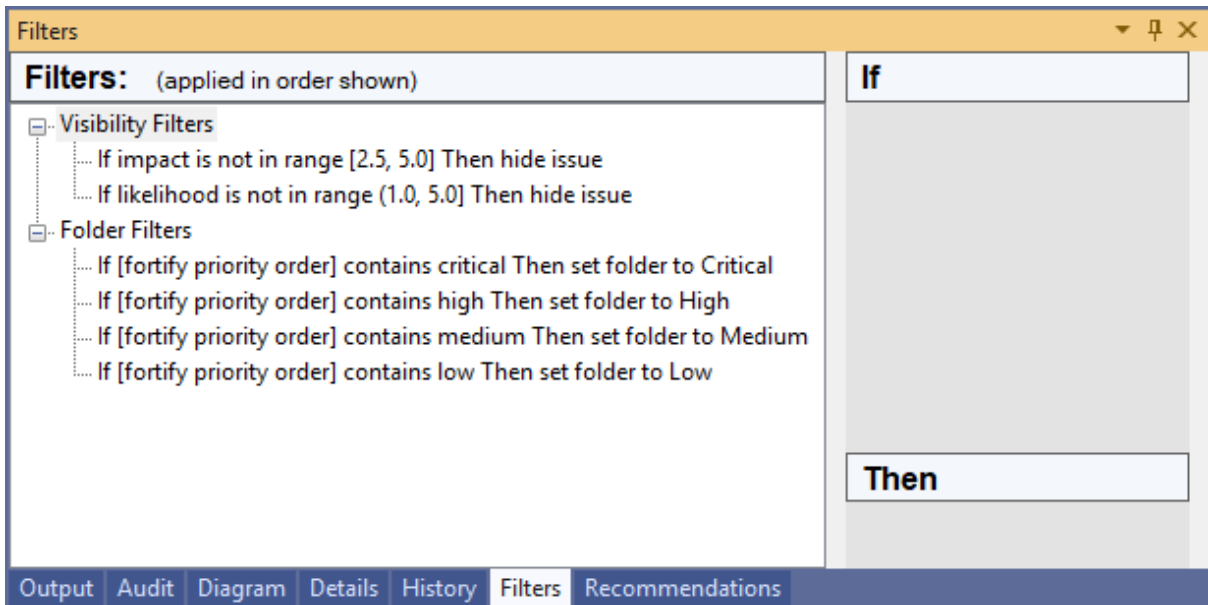 Filters
Filters: (applied in order shown)
If
Visibility Filters
If impact is not in range [2.5, 5.0] Then hide issue
If likelihood is not in range (1.0, 5.0] Then hide issue
Folder Filters
If [fortify priority order] contains critical Then set folder to Critical
If [fortify priority order] contains high Then set folder to High
If [fortify priority order] contains medium Then set folder to Medium
If [fortify priority order] contains low Then set folder to Low
Then
Output Audit Diagram Details History Filters Recommendations